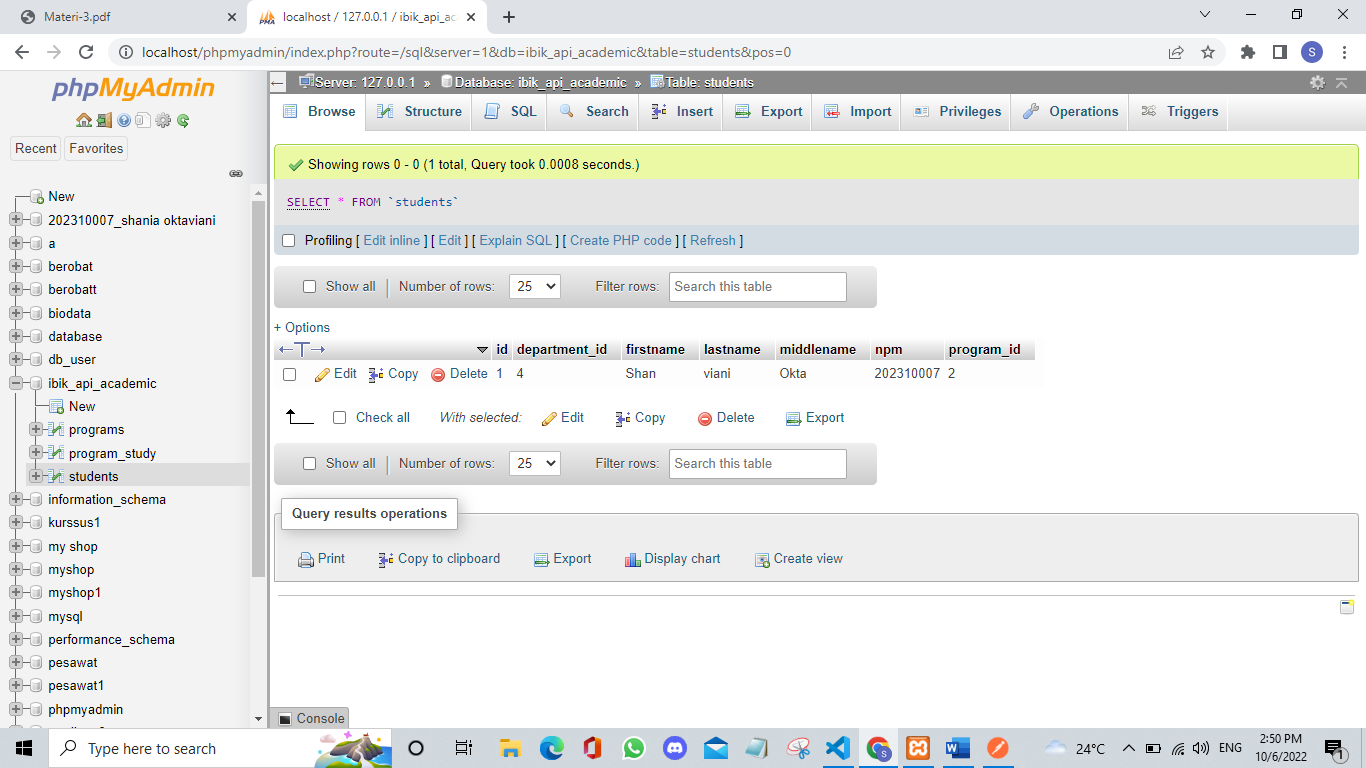 Materi-3.pdf
localhost / 127.0.0.1 / ibik_api_ac
localhost/phpmyadmin/index.php?route=/sql&server=1&db=ibik_api_academic&table=students&pos=0
S
phpMyAdmin
Recent Favorites
New
202310007_shania oktaviani
a
berobat
berobatt
biodata
database
db_user
ibik_api_academic
New
programs
program_study
students
information_schema
kurssus1
my shop
myshop
myshop1
mysql
performance_schema
pesawat
pesawat1
phpmyadmin
Server: 127.0.0.1 » Database: ibik_api_academic » Table: students
Browse Structure SQL Search Insert Export Import Privileges Operations Triggers
Showing rows 0 - 0 (1 total, Query took 0.0008 seconds.)
SELECT * FROM `students`
Profiling [ Edit inline ] [ Edit ] [ Explain SQL ] [ Create PHP code ] [ Refresh ]
Show all | Number of rows: 25 Filter rows: Search this table
+ Options
←T→ id department_id firstname lastname middlename npm program_id
Edit Copy Delete 1 4 Shan viani Okta 202310007 2
Check all With selected: Edit Copy Delete Export
Show all | Number of rows: 25 Filter rows: Search this table
Query results operations
Print Copy to clipboard Export Display chart Create view
Console
Type here to search
24°C ENG
2:50 PM
10/6/2022
1